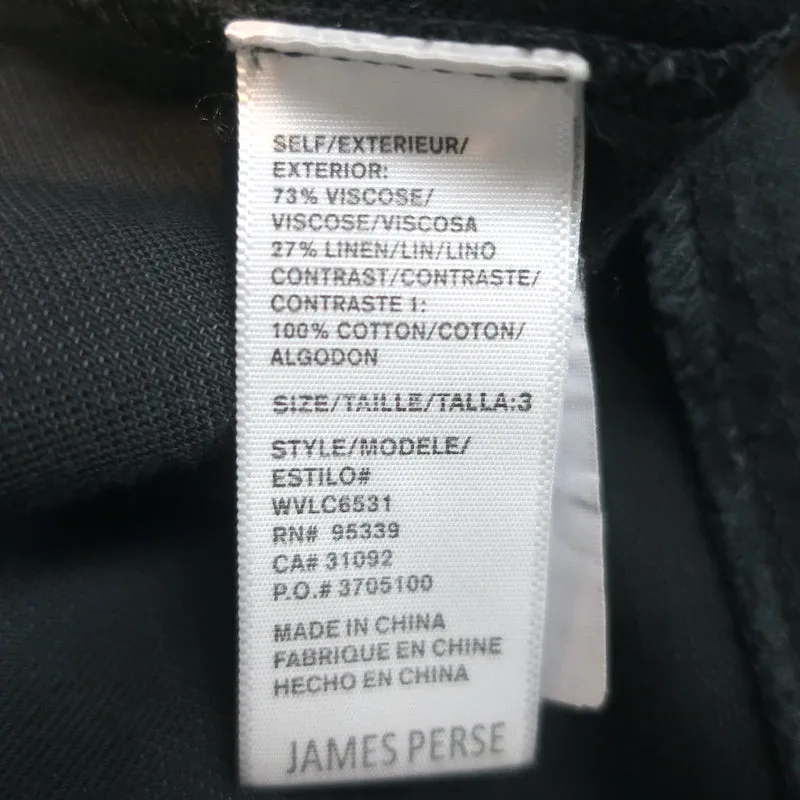 SELF/EXTERIEUR/
EXTERIOR:
73% VISCOSE/
VISCOSE/VISCOSA
27% LINEN/LIN/LINO
CONTRAST/CONTRASTE/
CONTRASTE 1:
100% COTTON/COTON/
ALGODON
SIZE/TAILLE/TALLA:3
STYLE/MODELE/
ESTILO#
WVLC6531
RN# 95339
CA# 31092
P.O.# 3705100
MADE IN CHINA
FABRIQUE EN CHINE
HECHO EN CHINA
JAMES PERSE